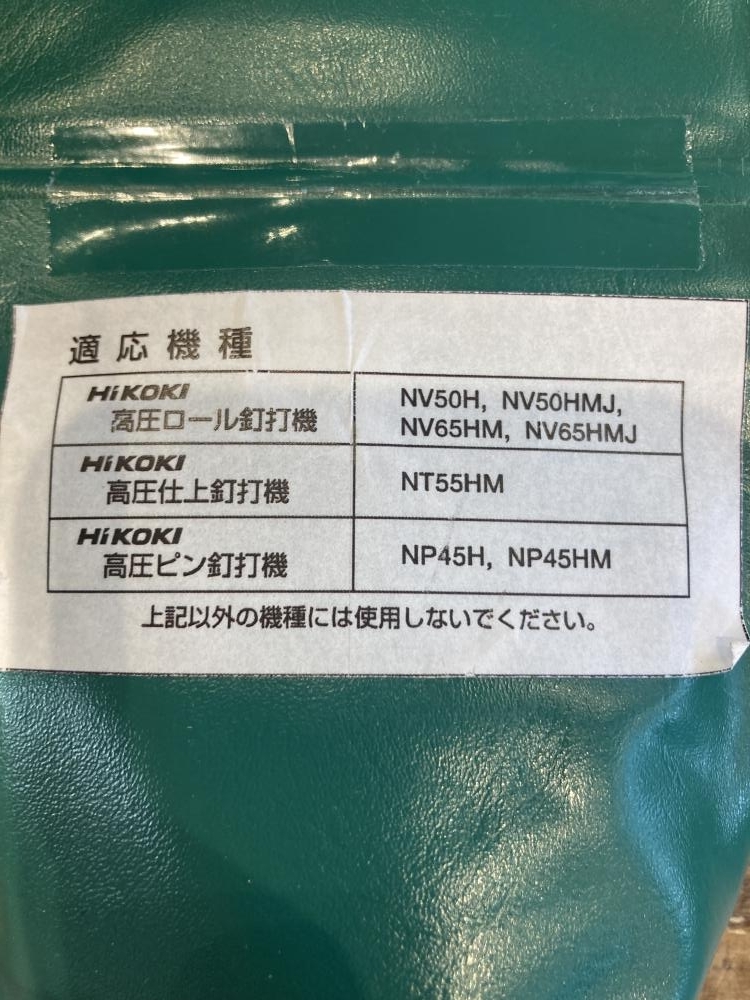 適応機種
HiKOKI
高圧ロール釘打機
NV50H, NV50HMJ,
NV65HM, NV65HMJ
HiKOKI
高圧仕上釘打機
NT55HM
HiKOKI
高圧ピン釘打機
NP45H, NP45HM
上記以外の機種には使用しないでください。